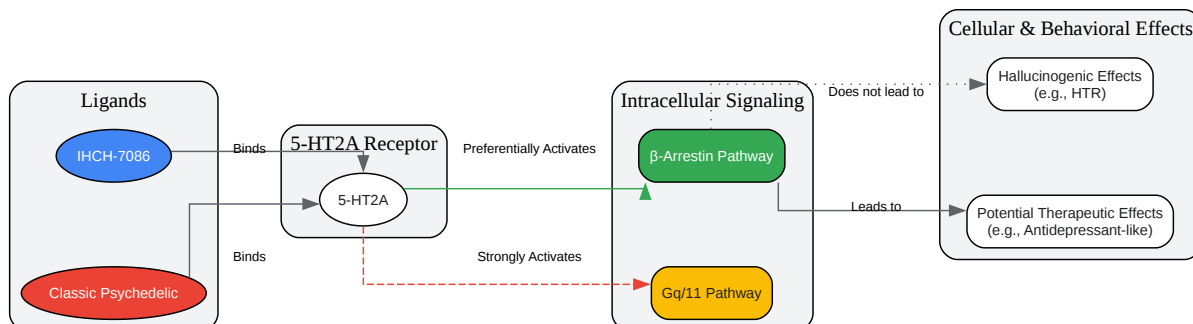 Cellular & Behavioral Effects
Hallucinogenic Effects
(e.g., HTR)
Does not lead to
Ligands
Intracellular Signaling
IHCH-7086
Binds
5-HT2A Receptor
Preferentially Activates
β-Arrestin Pathway
5-HT2A
Leads to
Potential Therapeutic Effects
(e.g., Antidepressant-like)
Binds
Strongly Activates
Classic Psychedelic
Gq/11 Pathway